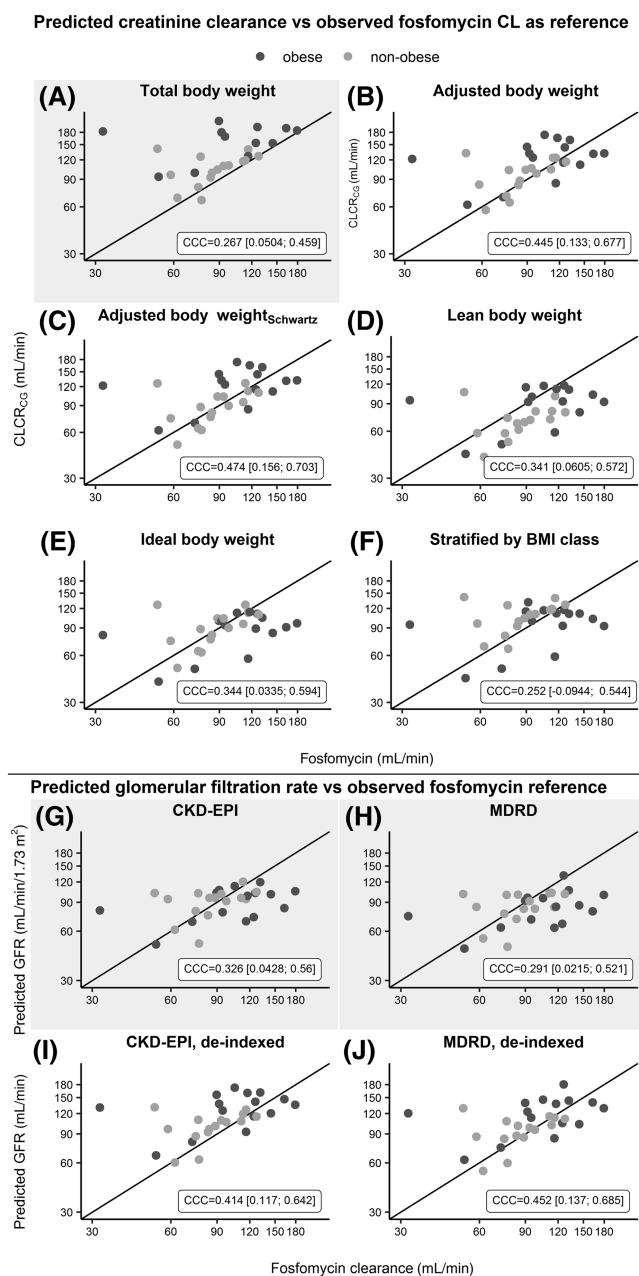 Predicted creatinine clearance vs observed fosfomycin CL as reference
obese non-obese
(A) Total body weight
180
150
120
90
60
30
CCC=0.267 [0.0504; 0.459]
30 60 90 120 150 180
(B) Adjusted body weight
CLCR_CG (mL/min)
180
150
120
90
60
30
CCC=0.445 [0.133; 0.677]
30 60 90 120 150 180
CLCR_CG (mL/min)
(C) Adjusted body weight_Schwartz
180
150
120
90
60
30
CCC=0.474 [0.156; 0.703]
30 60 90 120 150 180
(D) Lean body weight
180
150
120
90
60
30
CCC=0.341 [0.0605; 0.572]
30 60 90 120 150 180
(E) Ideal body weight
180
150
120
90
60
30
CCC=0.344 [0.0335; 0.594]
30 60 90 120 150 180
(F) Stratified by BMI class
180
150
120
90
60
30
CCC=0.252 [-0.0944; 0.544]
30 60 90 120 150 180
Fosfomycin (mL/min)
Predicted glomerular filtration rate vs observed fosfomycin reference
(G) CKD-EPI
Predicted GFR (mL/min/1.73 m²)
180
150
120
90
60
30
CCC=0.326 [0.0428; 0.56]
30 60 90 120 150 180
(H) MDRD
180
150
120
90
60
30
CCC=0.291 [0.0215; 0.521]
30 60 90 120 150 180
(I) CKD-EPI, de-indexed
Predicted GFR (mL/min)
180
150
120
90
60
30
CCC=0.414 [0.117; 0.642]
30 60 90 120 150 180
(J) MDRD, de-indexed
180
150
120
90
60
30
CCC=0.452 [0.137; 0.685]
30 60 90 120 150 180
Fosfomycin clearance (mL/min)